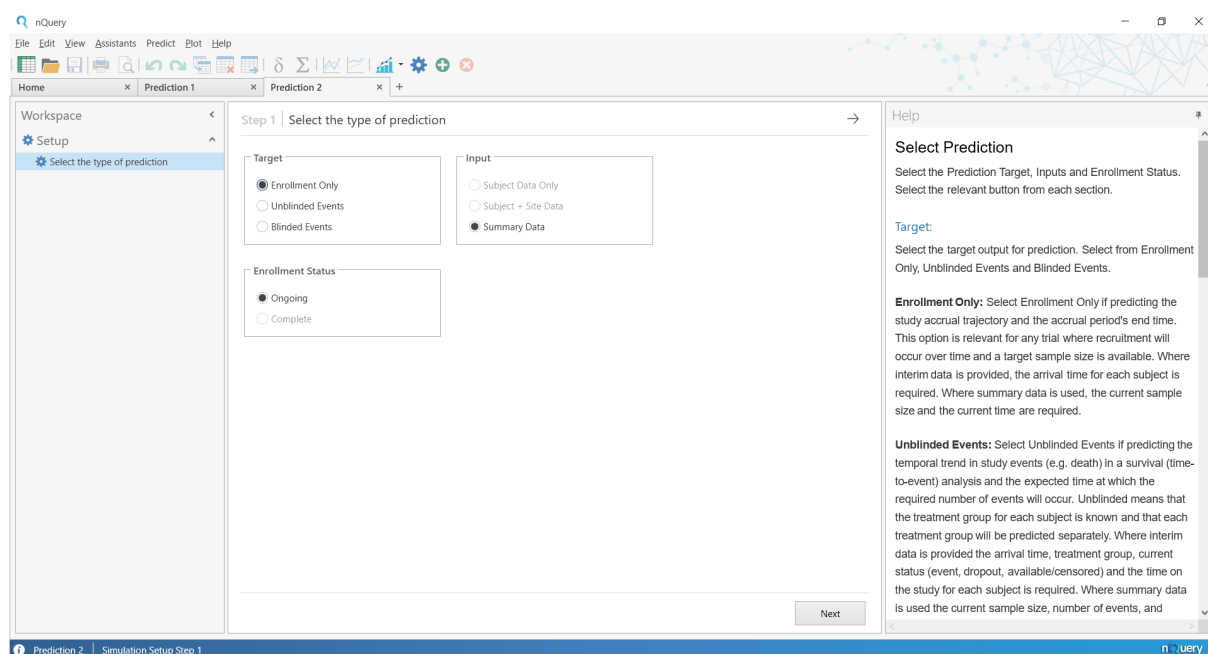 nQuery
File Edit View Assistants Predict Plot Help
Home × Prediction 1 × Prediction 2 × +
Workspace
Setup
Select the type of prediction
Step 1 | Select the type of prediction
Target
Enrollment Only
Unblinded Events
Blinded Events
Input
Subject Data Only
Subject + Site Data
Summary Data
Enrollment Status
Ongoing
Complete
Next
Help
Select Prediction
Select the Prediction Target, Inputs and Enrollment Status.
Select the relevant button from each section.
Target:
Select the target output for prediction. Select from Enrollment
Only, Unblinded Events and Blinded Events.
Enrollment Only: Select Enrollment Only if predicting the
study accrual trajectory and the accrual period's end time.
This option is relevant for any trial where recruitment will
occur over time and a target sample size is available. Where
interim data is provided, the arrival time for each subject is
required. Where summary data is used, the current sample
size and the current time are required.
Unblinded Events: Select Unblinded Events if predicting the
temporal trend in study events (e.g. death) in a survival (time-
to-event) analysis and the expected time at which the
required number of events will occur. Unblinded means that
the treatment group for each subject is known and that each
treatment group will be predicted separately. Where interim
data is provided the arrival time, treatment group, current
status (event, dropout, available/censored) and the time on
the study for each subject is required. Where summary data
is used the current sample size, number of events, and
Prediction 2 | Simulation Setup Step 1
nQuery